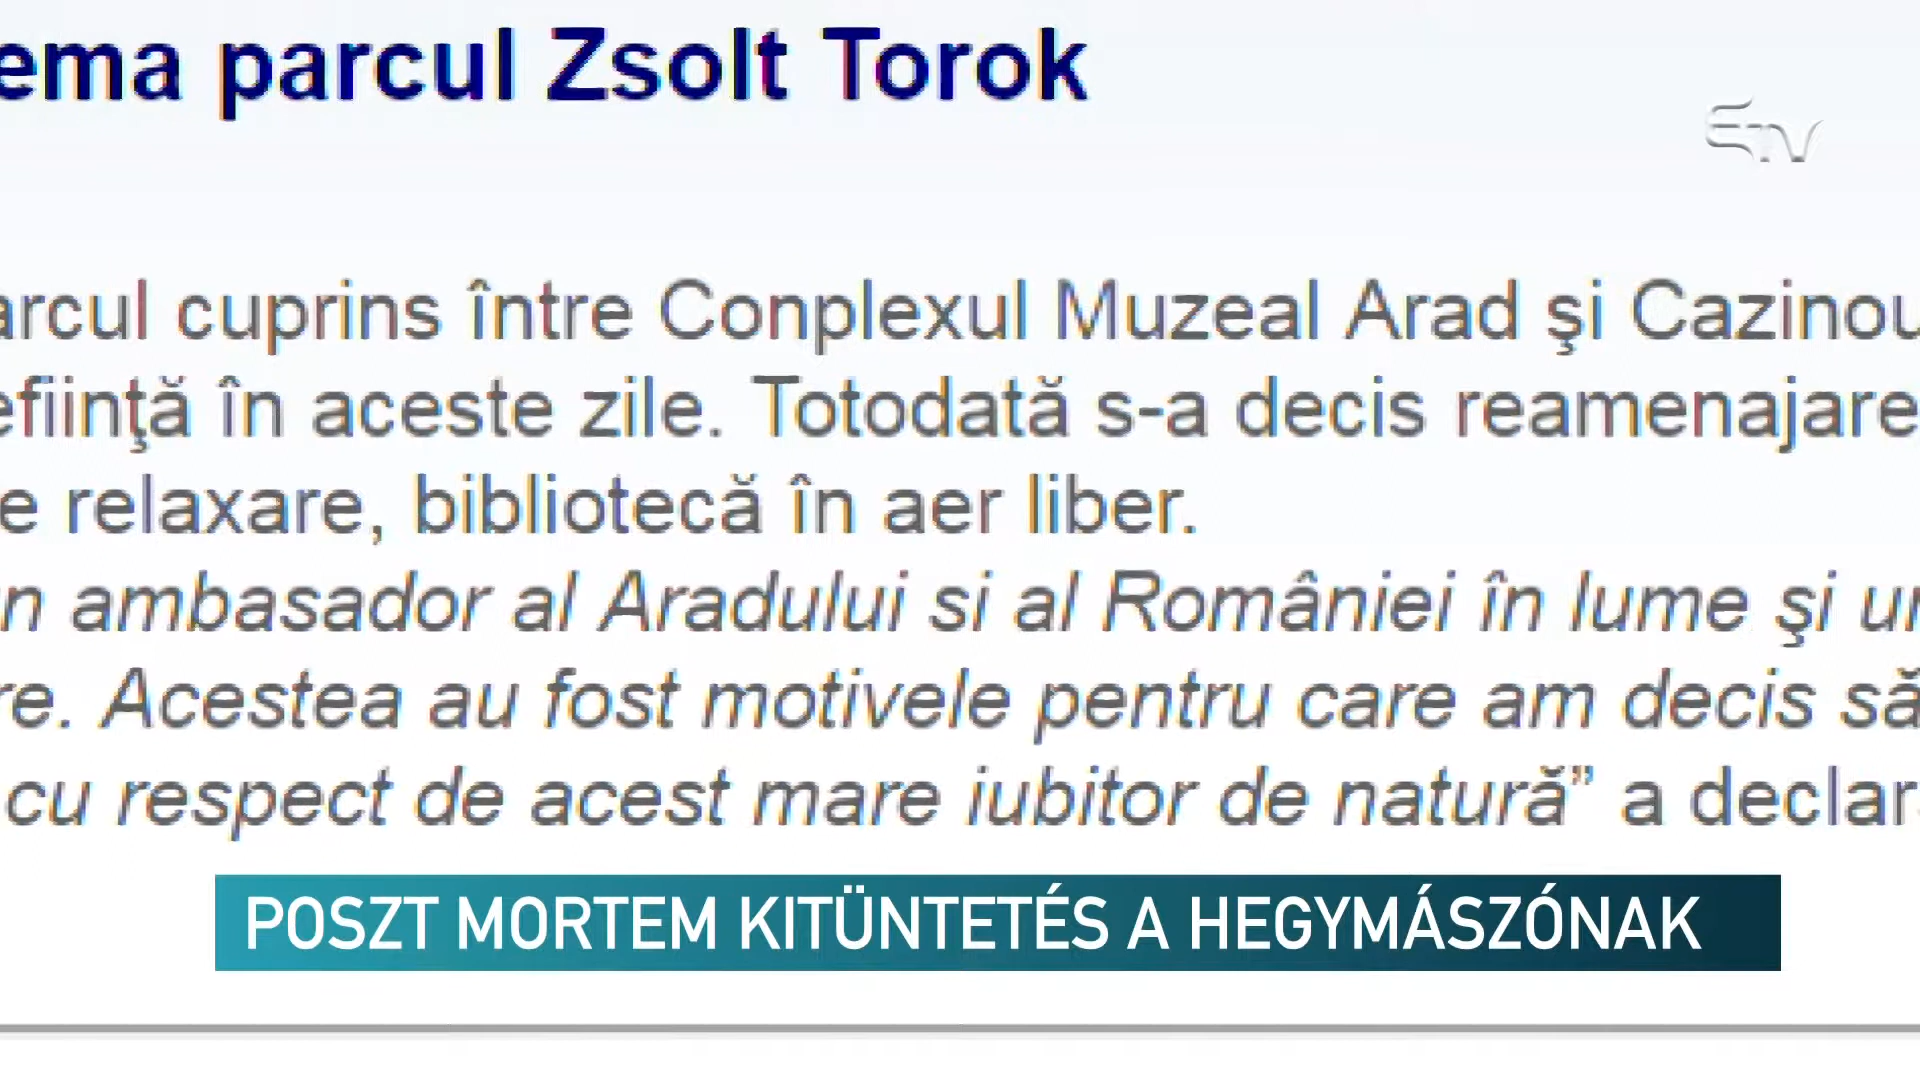 ema parcul Zsolt Torok
ETV
arcul cuprins între Conplexul Muzeal Arad şi Cazinou
efiinţă în aceste zile. Totodată s-a decis reamenajare
e relaxare, bibliotecă în aer liber.
n ambasador al Aradului si al României în lume şi un
re. Acestea au fost motivele pentru care am decis să
cu respect de acest mare iubitor de natură” a declar
POSZT MORTEM KITÜNTETÉS A HEGYMÁSZÓNAK